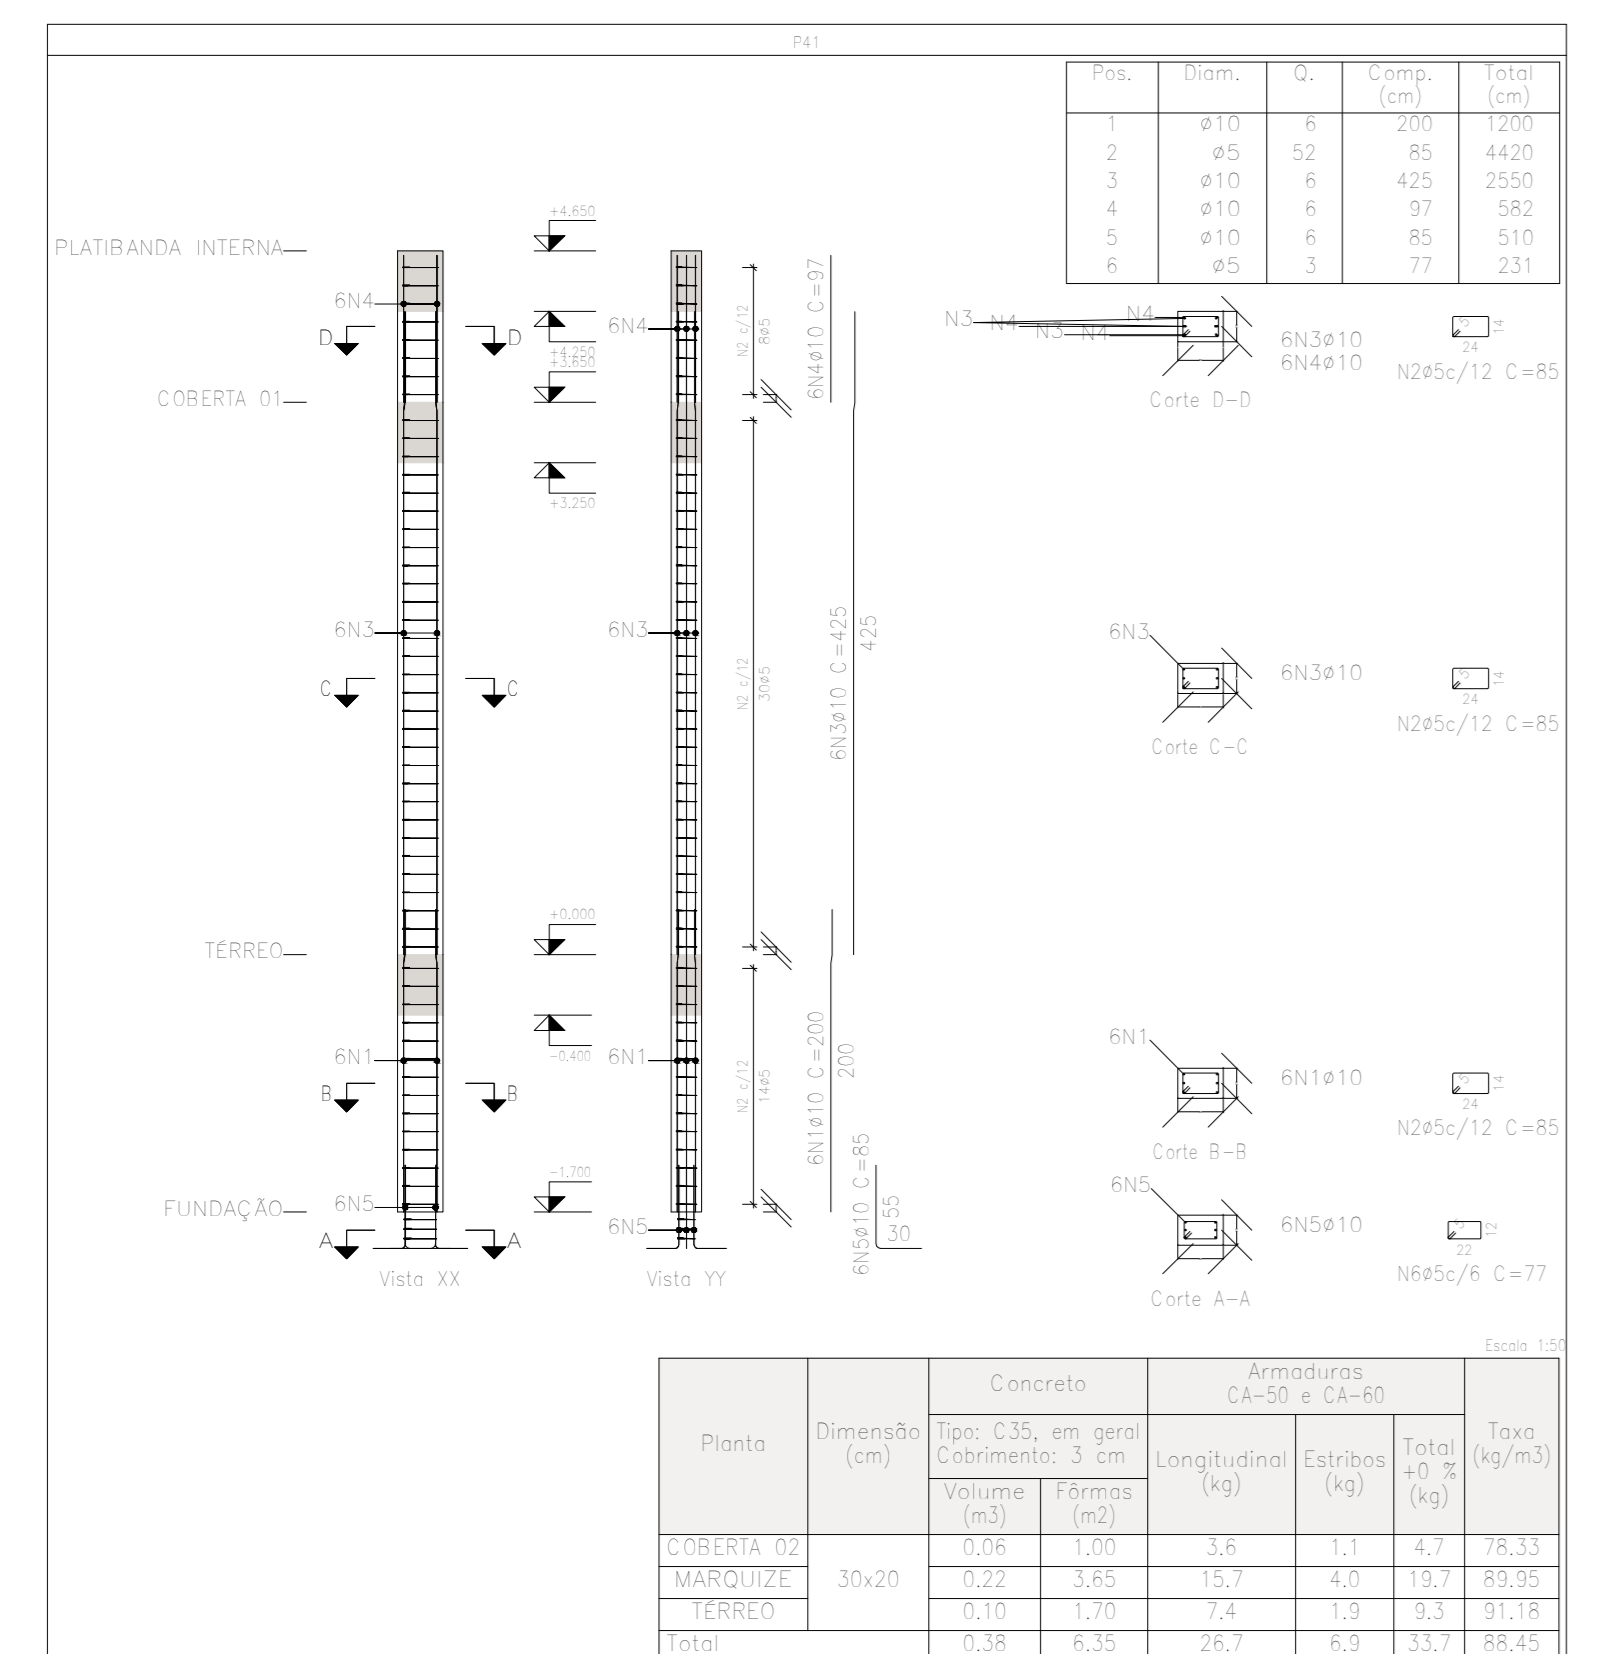 P41
Pos. Diam. Q. Comp. (cm) Total (cm)
1 ø10 6 200 1200
2 ø5 52 85 4420
3 ø10 6 425 2550
4 ø10 6 97 582
5 ø10 6 85 510
6 ø5 3 77 231
PLATIBANDA INTERNA
+4.650
6N4
6N4
D D
+4.250
+3.650
N2 c/12
8ø5
6N4ø10 C=97
N3 N4 N3 N4
N4
6N3ø10
6N4ø10
5
14
24
N2ø5c/12 C=85
Corte D-D
COBERTA 01
+3.250
6N3
6N3
C C
N2 c/12
30ø5
6N3ø10 C=425
425
6N3
6N3ø10
5
14
24
N2ø5c/12 C=85
Corte C-C
TÉRREO
+0.000
-0.400
6N1
6N1
B B
N2 c/12
14ø5
6N1ø10 C=200
200
6N1
6N1ø10
5
14
24
N2ø5c/12 C=85
Corte B-B
FUNDAÇÃO
-1.700
6N5
6N5
A A
6N5ø10 C=85
55
30
6N5
6N5ø10
5
12
22
N6ø5c/6 C=77
Corte A-A
Vista XX
Vista YY
Escala 1:50
Planta
Dimensão
(cm)
Concreto
Tipo: C35, em geral
Cobrimento: 3 cm
Volume
(m3)
Fôrmas
(m2)
Armaduras
CA-50 e CA-60
Longitudinal
(kg)
Estribos
(kg)
Total
+0 %
(kg)
Taxa
(kg/m3)
COBERTA 02 0.06 1.00 3.6 1.1 4.7 78.33
MARQUIZE 30x20 0.22 3.65 15.7 4.0 19.7 89.95
TÉRREO 0.10 1.70 7.4 1.9 9.3 91.18
Total 0.38 6.35 26.7 6.9 33.7 88.45